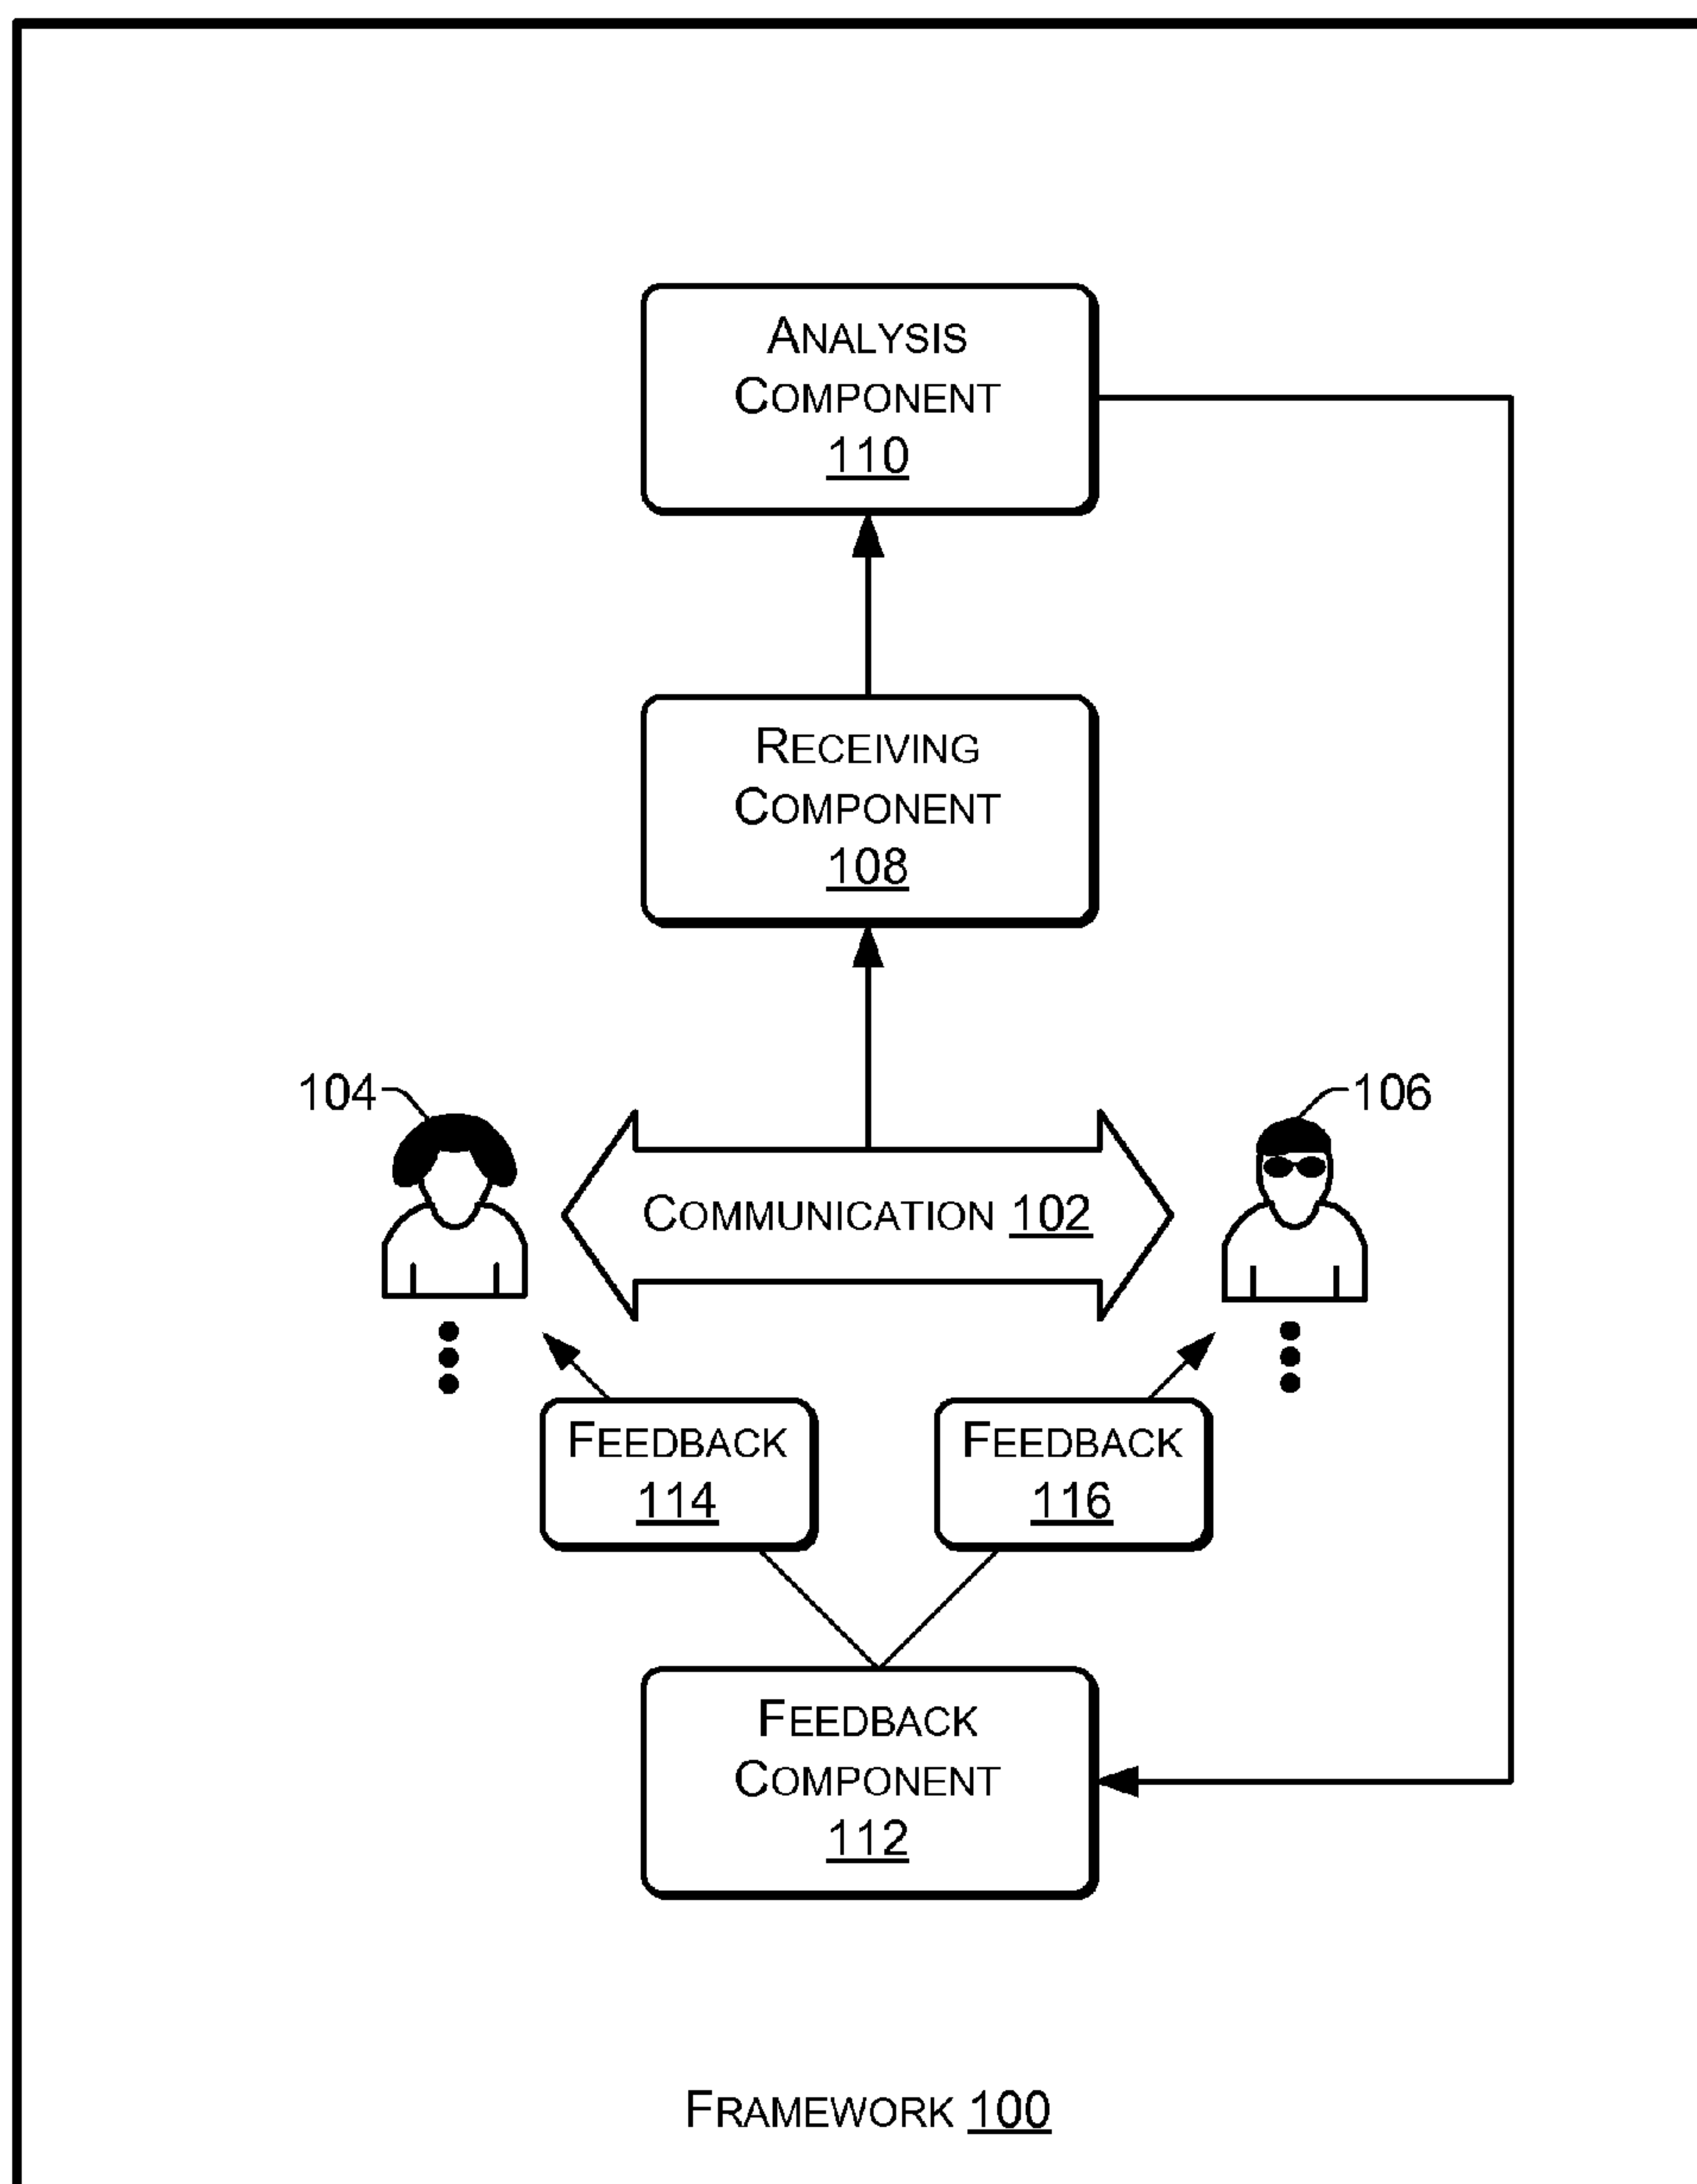 ANALYSIS
COMPONENT
110
RECEIVING
COMPONENT
108
104
106
COMMUNICATION 102
FEEDBACK
114
FEEDBACK
116
FEEDBACK
COMPONENT
112
FRAMEWORK 100